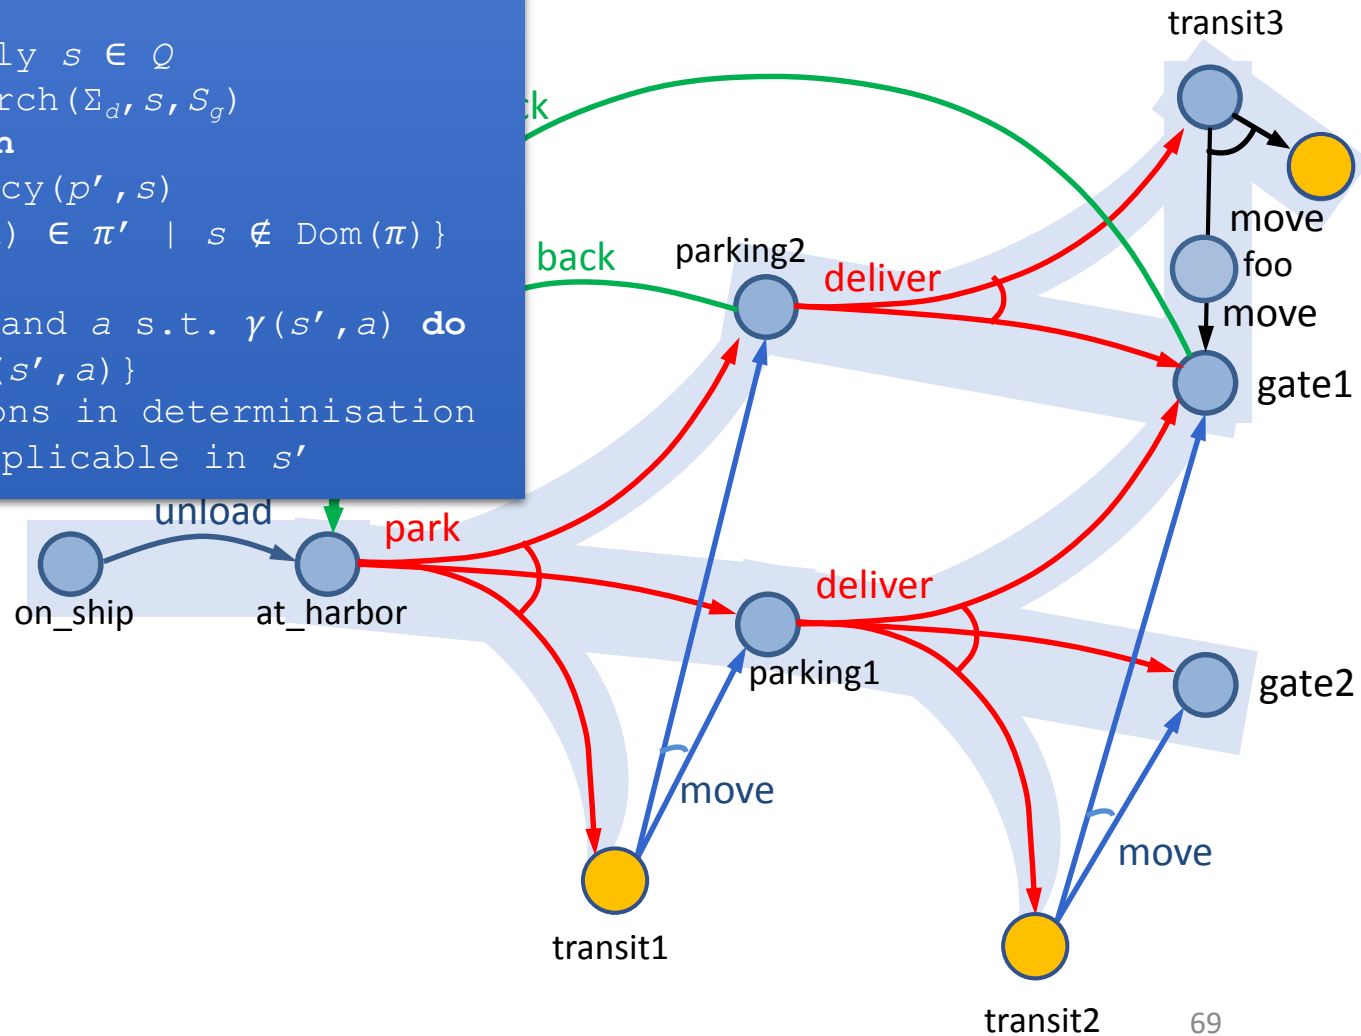 transit3
ly s ∈ Q
rch(Σd,s,Sg)
ck
n
cy(p′,s)
) ∈ π′ | s ∉ Dom(π)}
move
parking2
back
deliver
foo
and a s.t. γ(s′,a) do
move
(s′,a)}
gate1
ons in determinisation
plicable in s′
unload
park
deliver
on_ship
at_harbor
parking1
gate2
move
move
transit1
transit2
69